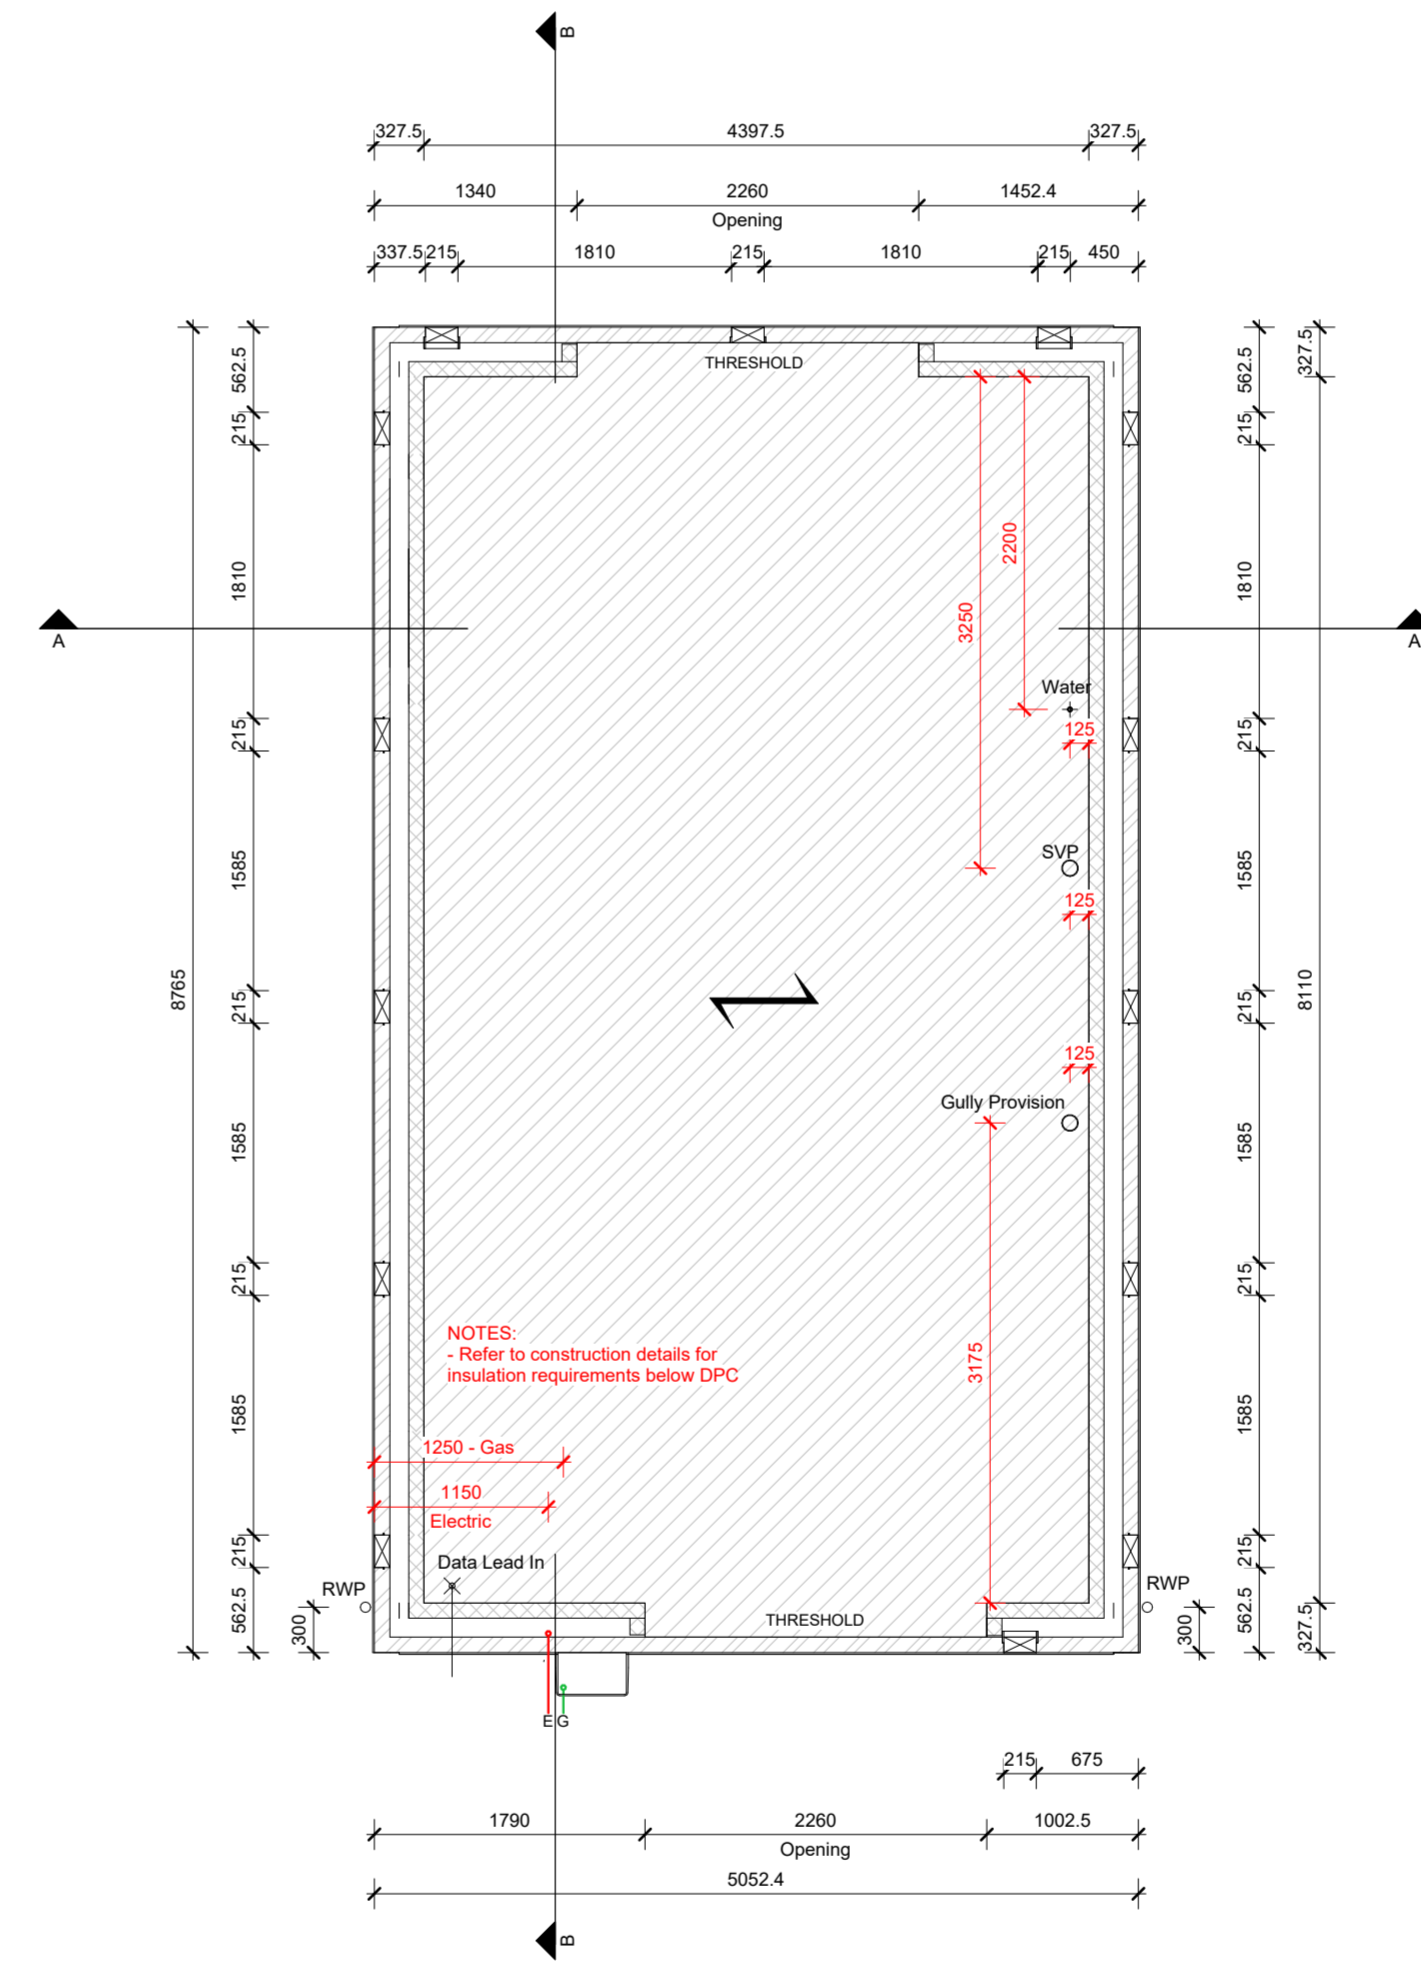 B
327.5 4397.5 327.5
1340 2260 1452.4
Opening
337.5 215 1810 215 1810 215 450
THRESHOLD
562.5 562.5 327.5
215 215
2200
1810 1810
3250
A A
Water
215 125 215
SVP
1585 1585
125
8765 8110
215 215
125
Gully Provision
1585 1585
215 215
NOTES:
- Refer to construction details for
insulation requirements below DPC
3175
1585 1585
1250 - Gas
1150
Electric
215 215
Data Lead In
RWP RWP
562.5 562.5
300 300 327.5
THRESHOLD
E G
215 675
1790 2260 1002.5
Opening
5052.4
B